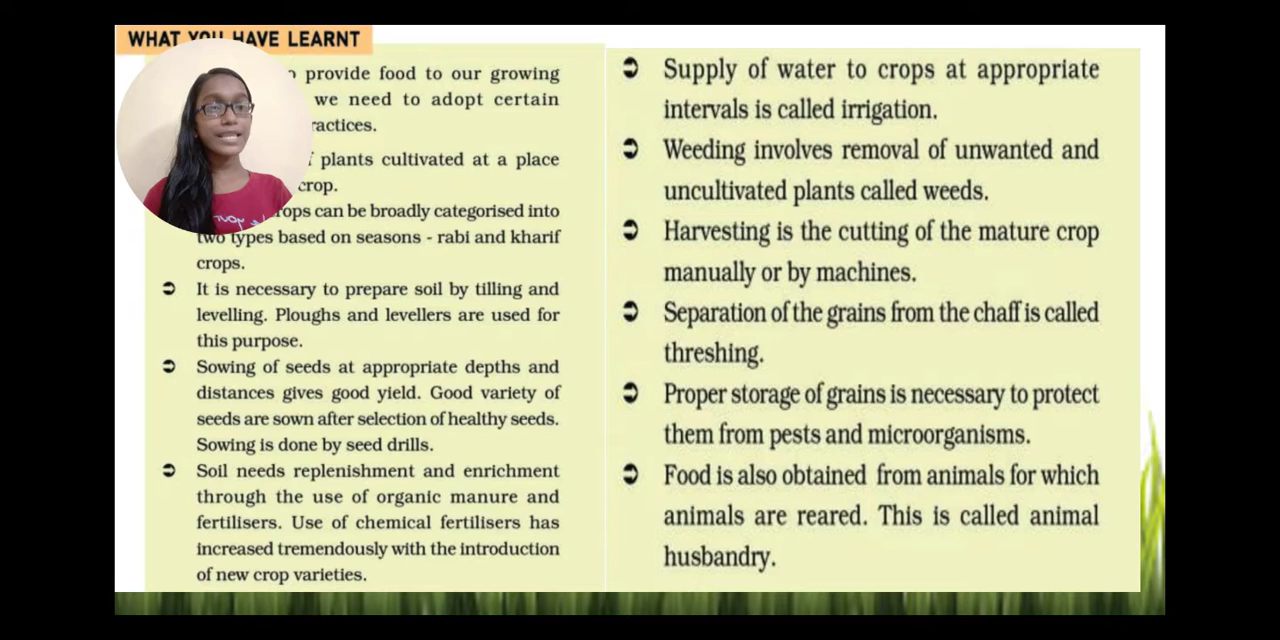 WHAT YOU HAVE LEARNT
provide food to our growing
we need to adopt certain
plants cultivated at a place
crop.
can be broadly categorised into
two types based on seasons - rabi and kharif
crops.
➲ It is necessary to prepare soil by tilling and
levelling. Ploughs and levellers are used for
this purpose.
➲ Sowing of seeds at appropriate depths and
distances gives good yield. Good variety of
seeds are sown after selection of healthy seeds.
Sowing is done by seed drills.
➲ Soil needs replenishment and enrichment
through the use of organic manure and
fertilisers. Use of chemical fertilisers has
increased tremendously with the introduction
of new crop varieties.
➲ Supply of water to crops at appropriate
intervals is called irrigation.
➲ Weeding involves removal of unwanted and
uncultivated plants called weeds.
➲ Harvesting is the cutting of the mature crop
manually or by machines.
➲ Separation of the grains from the chaff is called
threshing.
➲ Proper storage of grains is necessary to protect
them from pests and microorganisms.
➲ Food is also obtained from animals for which
animals are reared. This is called animal
husbandry.